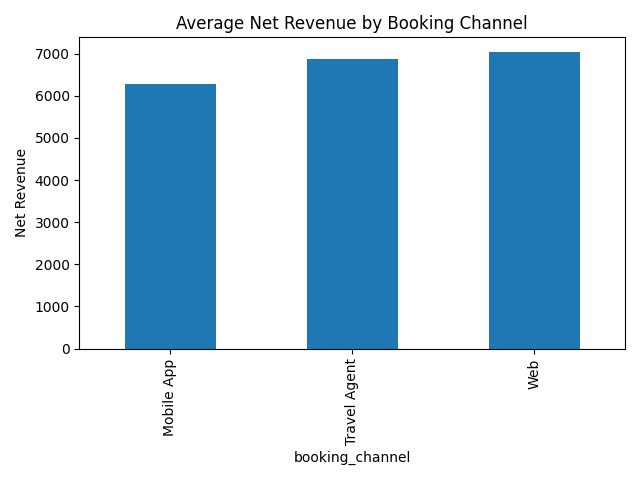 Average Net Revenue by Booking Channel
Net Revenue
7000
6000
5000
4000
3000
2000
1000
0
Mobile App
Travel Agent
Web
booking_channel